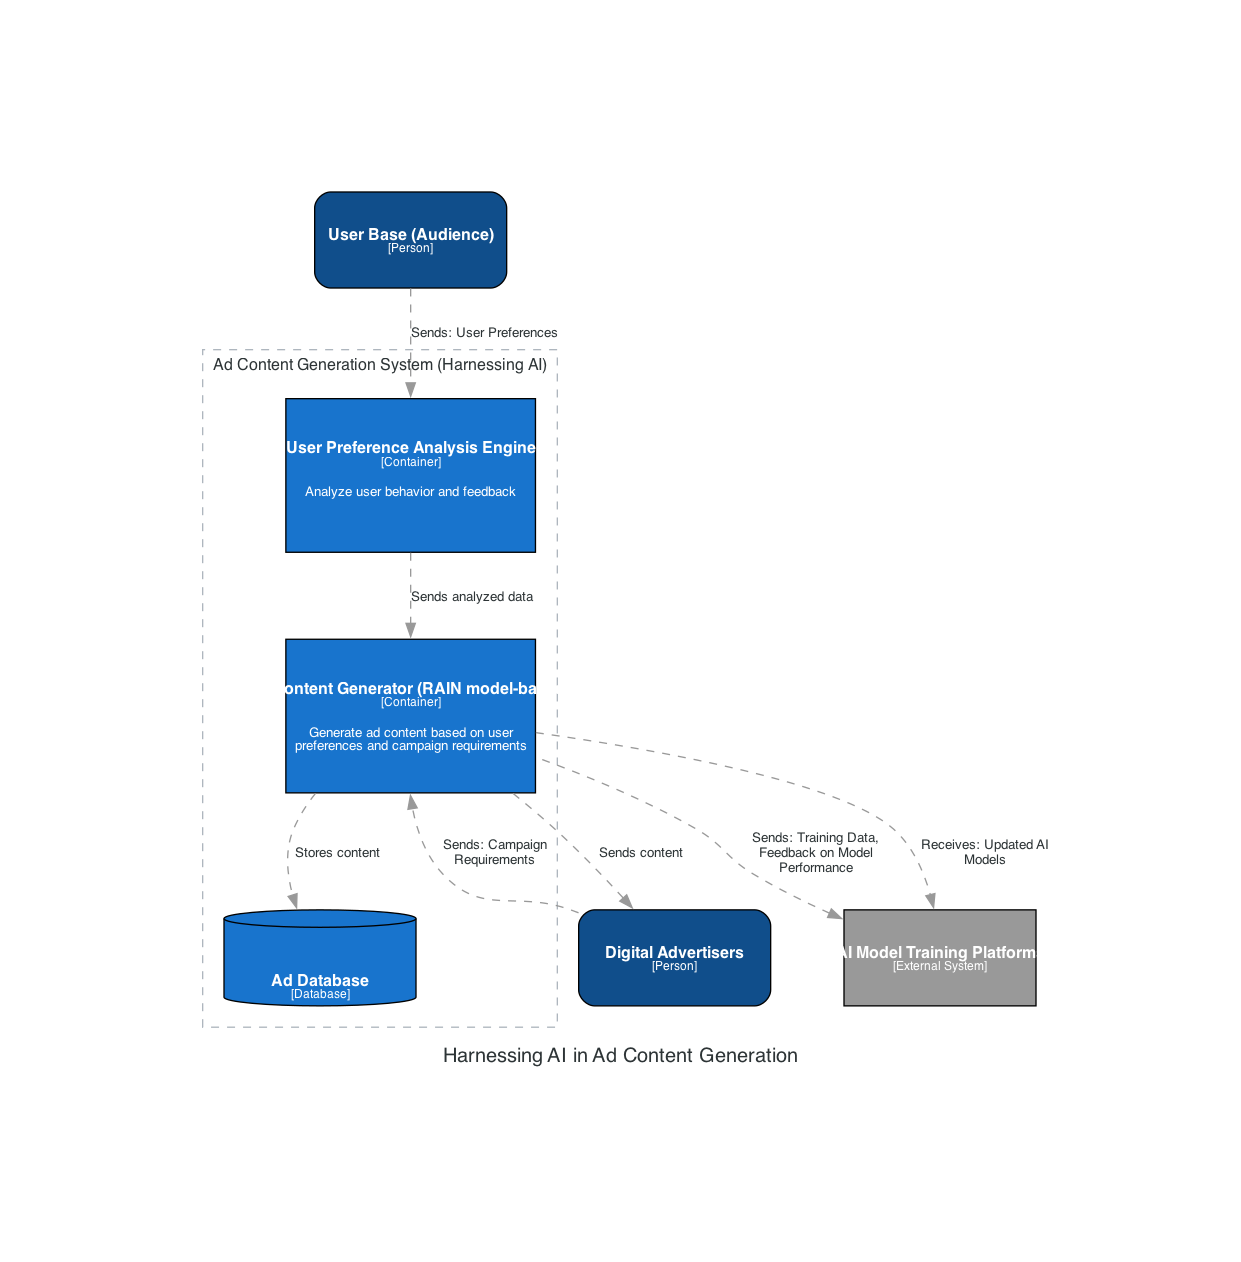 User Base (Audience)
[Person]
Sends: User Preferences
Ad Content Generation System (Harnessing AI)
User Preference Analysis Engine
[Container]
Analyze user behavior and feedback
Sends analyzed data
ontent Generator (RAIN model-ba
[Container]
Generate ad content based on user
preferences and campaign requirements
Stores content
Sends: Campaign
Requirements
Sends content
Sends: Training Data,
Feedback on Model
Performance
Receives: Updated AI
Models
Ad Database
[Database]
Digital Advertisers
[Person]
AI Model Training Platform
[External System]
Harnessing AI in Ad Content Generation